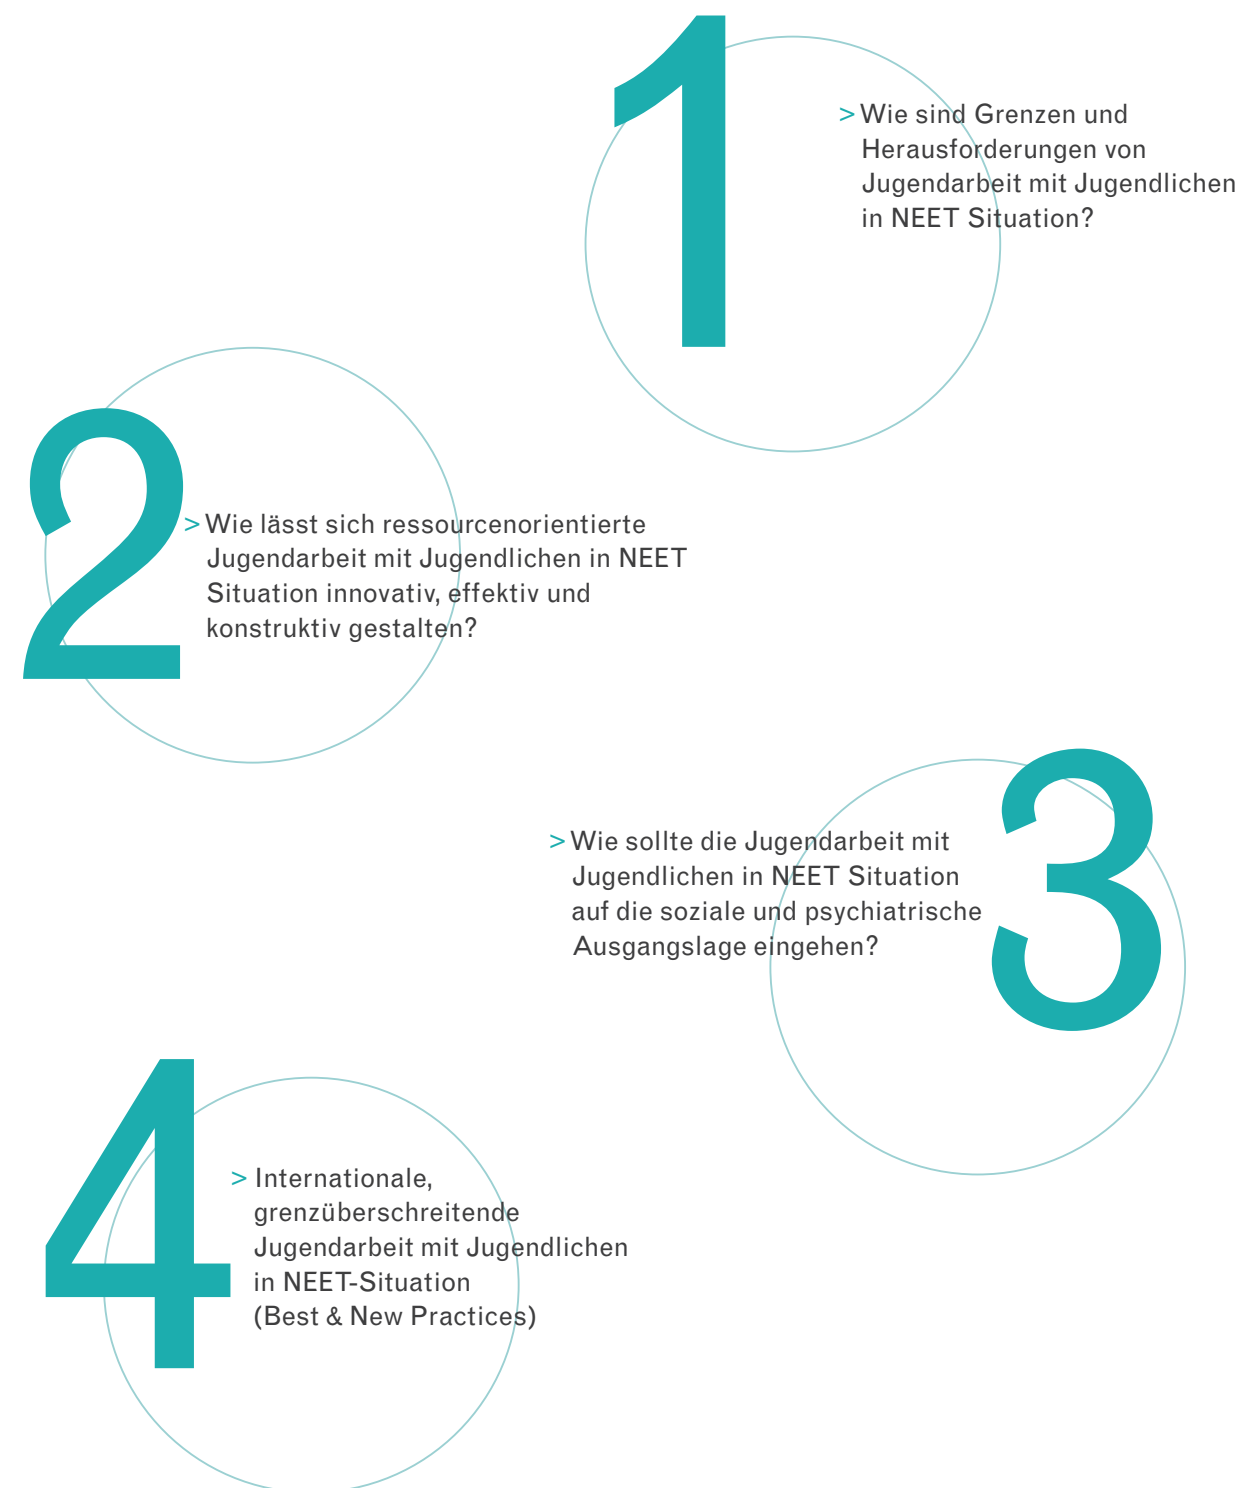 1
> Wie sind Grenzen und
Herausforderungen von
Jugendarbeit mit Jugendlichen
in NEET Situation?
2
> Wie lässt sich ressourcenorientierte
Jugendarbeit mit Jugendlichen in NEET
Situation innovativ, effektiv und
konstruktiv gestalten?
3
> Wie sollte die Jugendarbeit mit
Jugendlichen in NEET Situation
auf die soziale und psychiatrische
Ausgangslage eingehen?
4
> Internationale,
grenzüberschreitende
Jugendarbeit mit Jugendlichen
in NEET-Situation
(Best & New Practices)